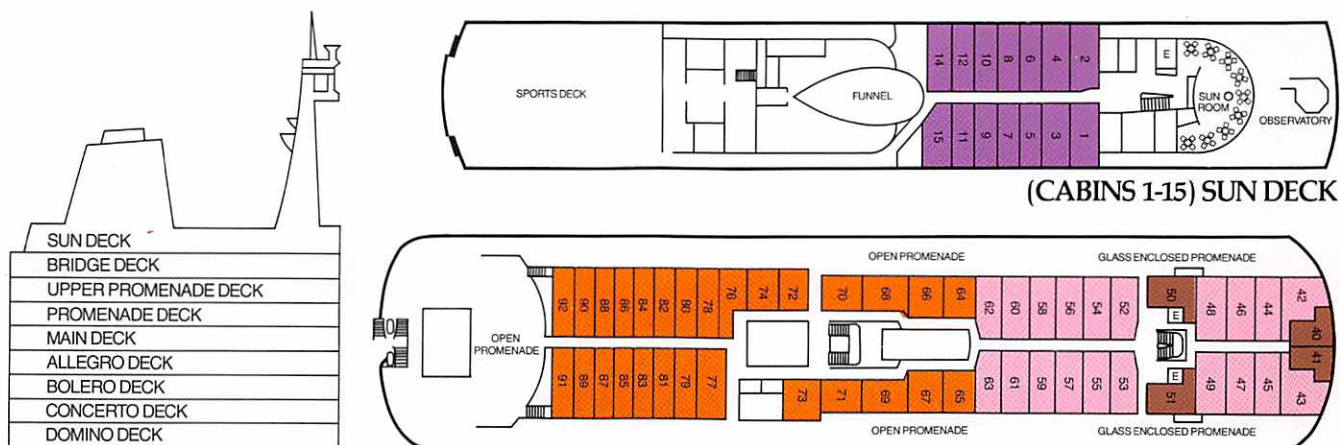 SPORTS DECK
FUNNEL
14 12 10 8 6 4 2
15 11 9 7 5 3 1
E
SUN
ROOM
OBSERVATORY
(CABINS 1-15) SUN DECK
SUN DECK
BRIDGE DECK
UPPER PROMENADE DECK
PROMENADE DECK
MAIN DECK
ALLEGRO DECK
BOLERO DECK
CONCERTO DECK
DOMINO DECK
OPEN PROMENADE
GLASS ENCLOSED PROMENADE
92 90 88 86 84 82 80 78 76 74 72 70 68 66 64 62 60 58 56 54 52 50 48 46 44 42
E
40
OPEN
PROMENADE
41
E
91 89 87 85 83 81 79 77 73 71 69 67 65 63 61 59 57 55 53 51 49 47 45 43
OPEN PROMENADE
GLASS ENCLOSED PROMENADE